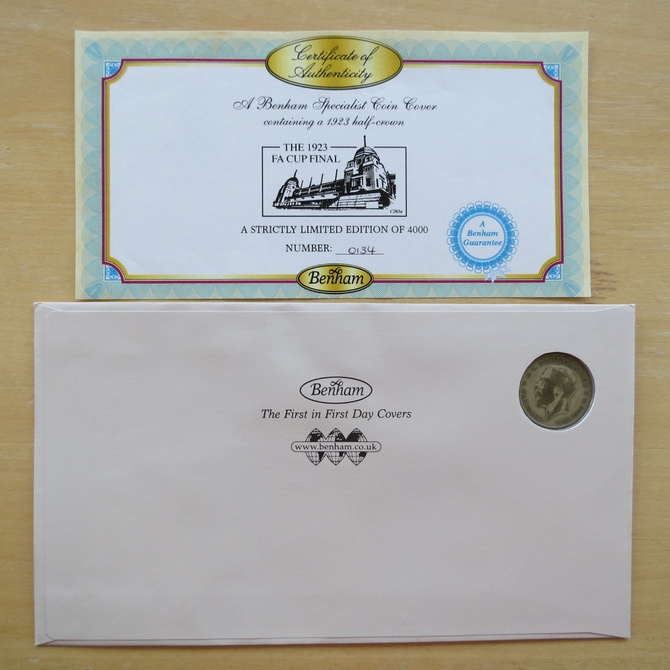 Certificate of
Authenticity
A Benham Specialist Coin Cover
containing a 1923 half-crown
THE 1923
FA CUP FINAL
A STRICTLY LIMITED EDITION OF 4000
NUMBER: 0134
A
Benham
Guarantee
Benham
Benham
The First in First Day Covers
www.benham.co.uk